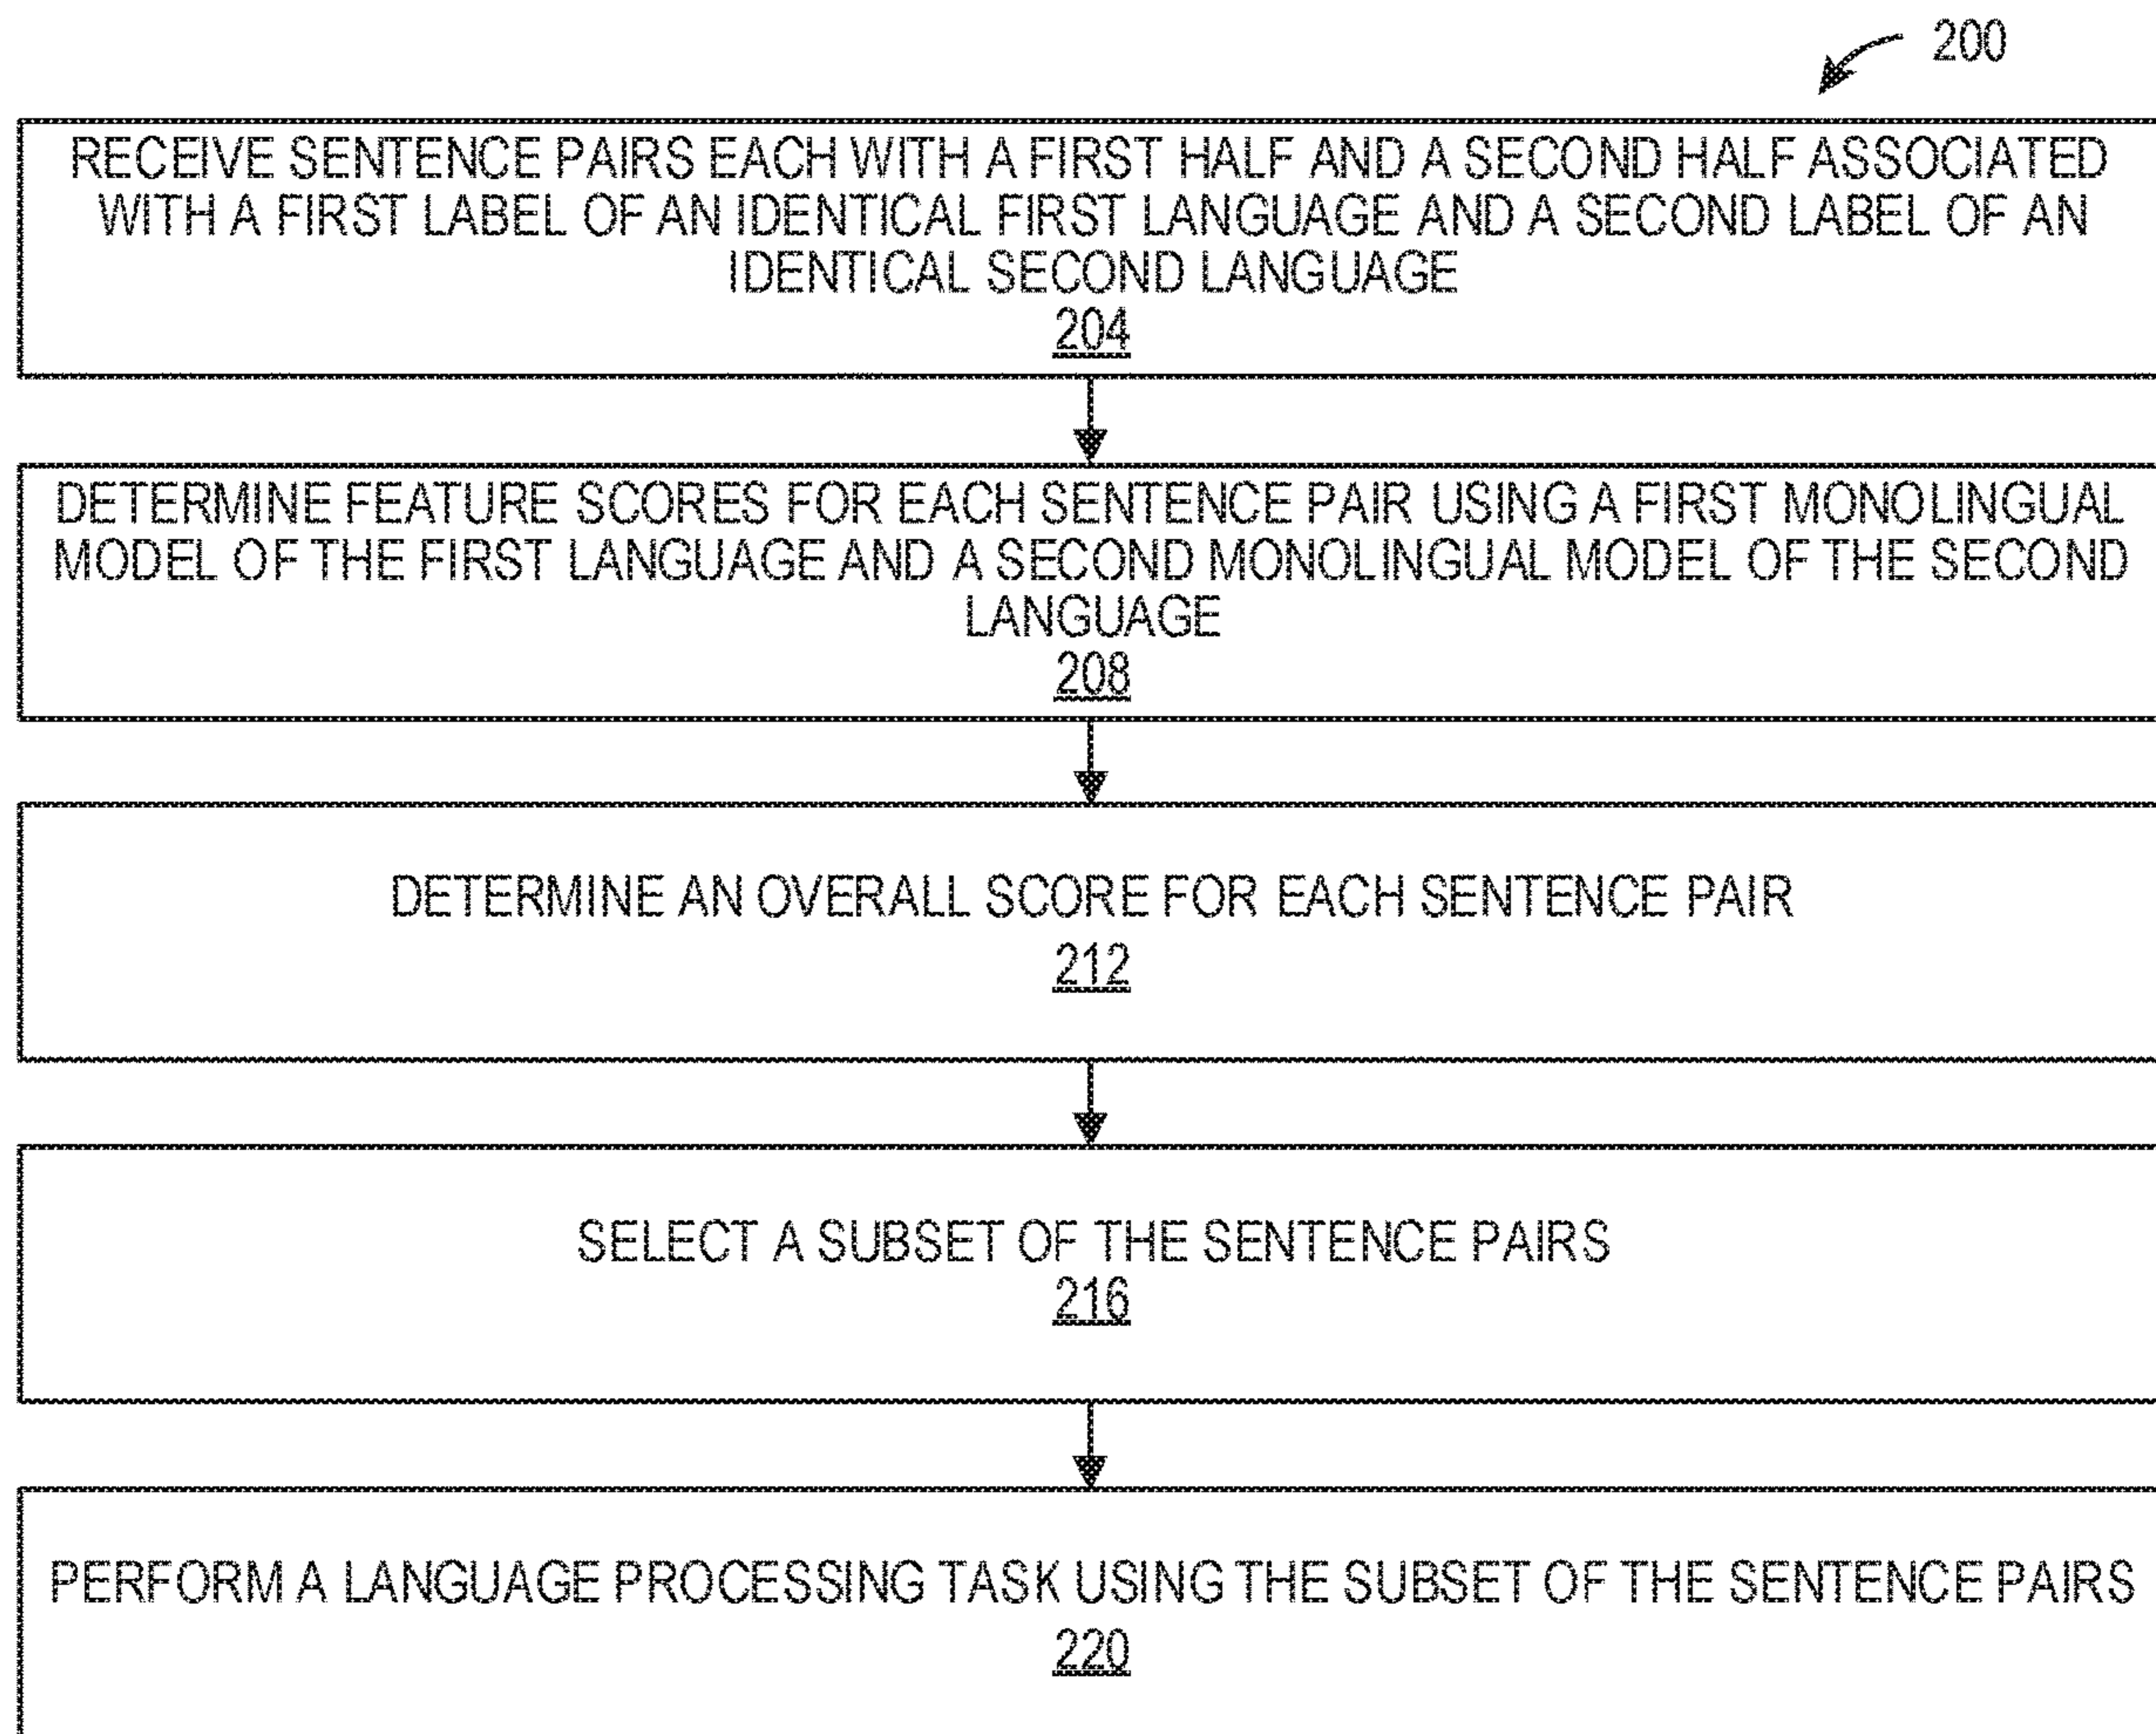 200
RECEIVE SENTENCE PAIRS EACH WITH A FIRST HALF AND A SECOND HALF ASSOCIATED
WITH A FIRST LABEL OF AN IDENTICAL FIRST LANGUAGE AND A SECOND LABEL OF AN
IDENTICAL SECOND LANGUAGE
204
DETERMINE FEATURE SCORES FOR EACH SENTENCE PAIR USING A FIRST MONOLINGUAL
MODEL OF THE FIRST LANGUAGE AND A SECOND MONOLINGUAL MODEL OF THE SECOND
LANGUAGE
208
DETERMINE AN OVERALL SCORE FOR EACH SENTENCE PAIR
212
SELECT A SUBSET OF THE SENTENCE PAIRS
216
PERFORM A LANGUAGE PROCESSING TASK USING THE SUBSET OF THE SENTENCE PAIRS
220